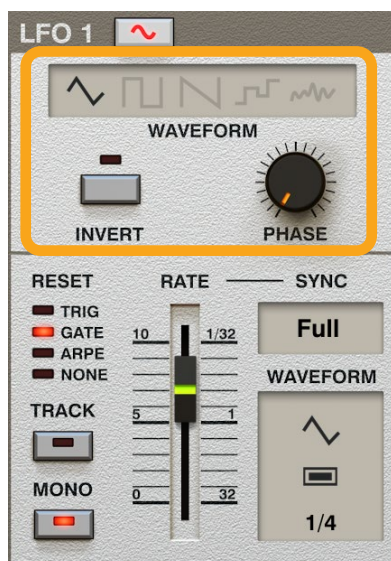 LFO 1
WAVEFORM
INVERT
PHASE
RESET
RATE
SYNC
TRIG
GATE
ARPE
NONE
10
1/32
5
1
0
32
Full
WAVEFORM
1/4
TRACK
MONO